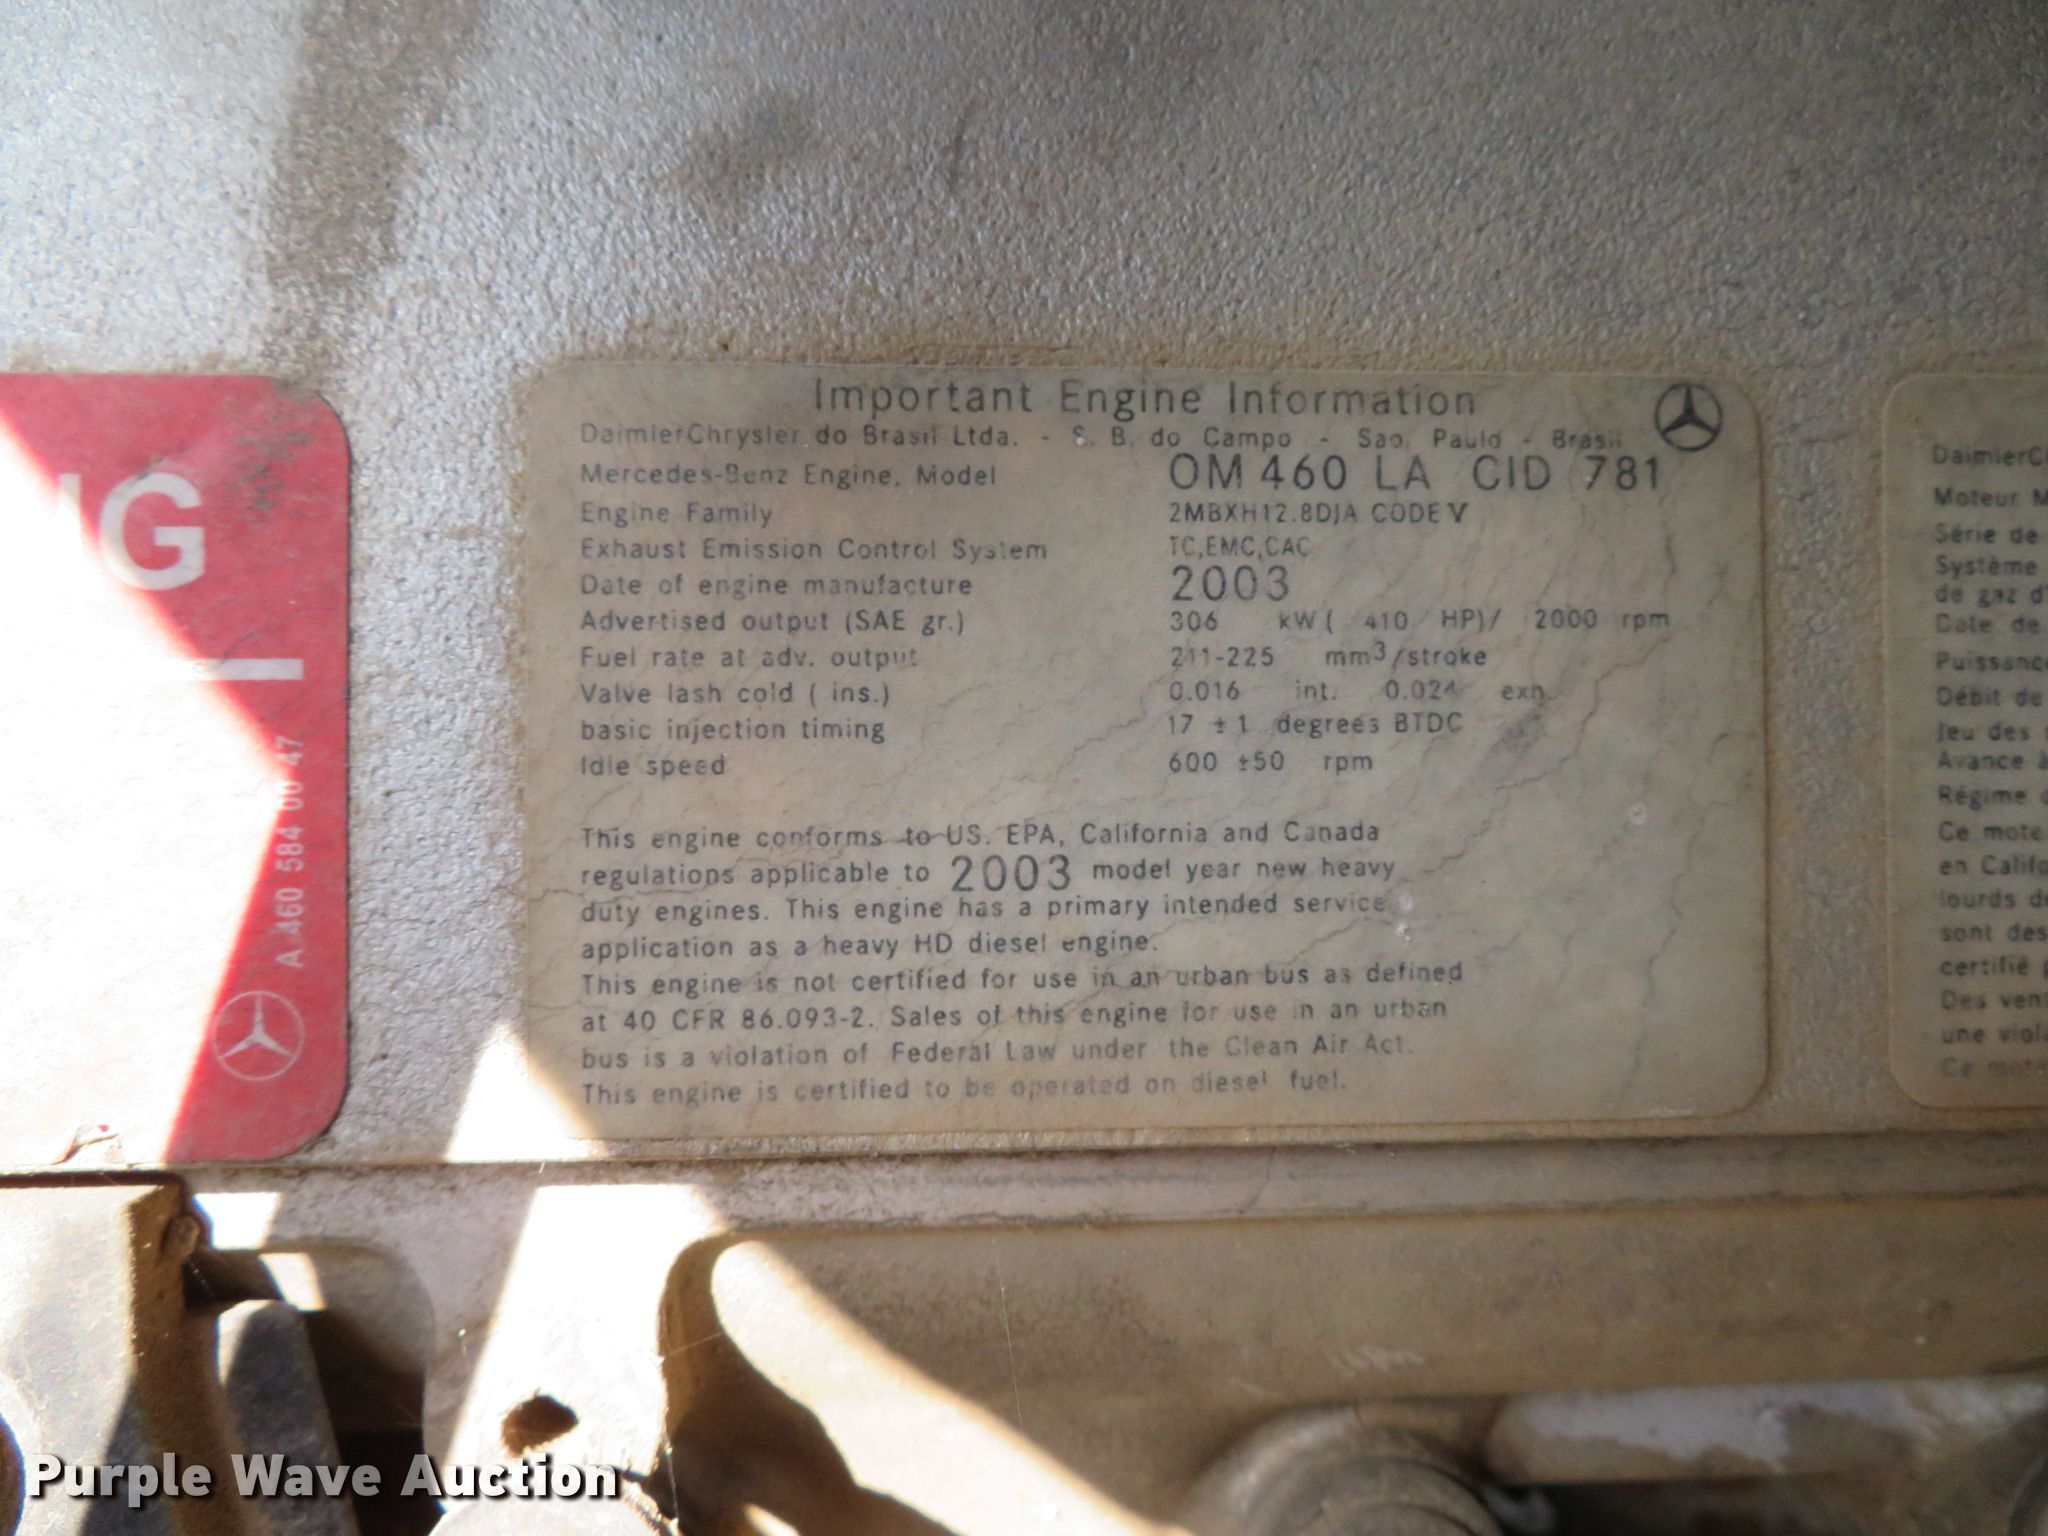 G
A 460 584 00 47
Important Engine Information
DaimlerChrysler do Brasil Ltda. - S. B. do Campo - Sao Paulo - Brasil
Mercedes-Benz Engine, Model OM 460 LA CID 781
Engine Family 2MBXH12.8DJA CODE V
Exhaust Emission Control System TC,EMC,CAC
Date of engine manufacture 2003
Advertised output (SAE gr.) 306 kW ( 410 HP)/ 2000 rpm
Fuel rate at adv. output 211-225 mm3/stroke
Valve lash cold ( ins.) 0.016 int. 0.024 exh.
basic injection timing 17 ±1 degrees BTDC
Idle speed 600 ±50 rpm
This engine conforms to US. EPA, California and Canada
regulations applicable to 2003 model year new heavy
duty engines. This engine has a primary intended service
application as a heavy HD diesel engine.
This engine is not certified for use in an urban bus as defined
at 40 CFR 86.093-2. Sales of this engine for use in an urban
bus is a violation of Federal Law under the Clean Air Act.
This engine is certified to be operated on diesel fuel.
DaimlerC
Moteur M
Série de
Système
de gaz d'
Date de
Puissance
Débit de
Jeu des
Avance à
Régime
Ce mote
en Califo
lourds de
sont des
certifié
Des ven
une viola
Ce mote
Purple Wave Auction